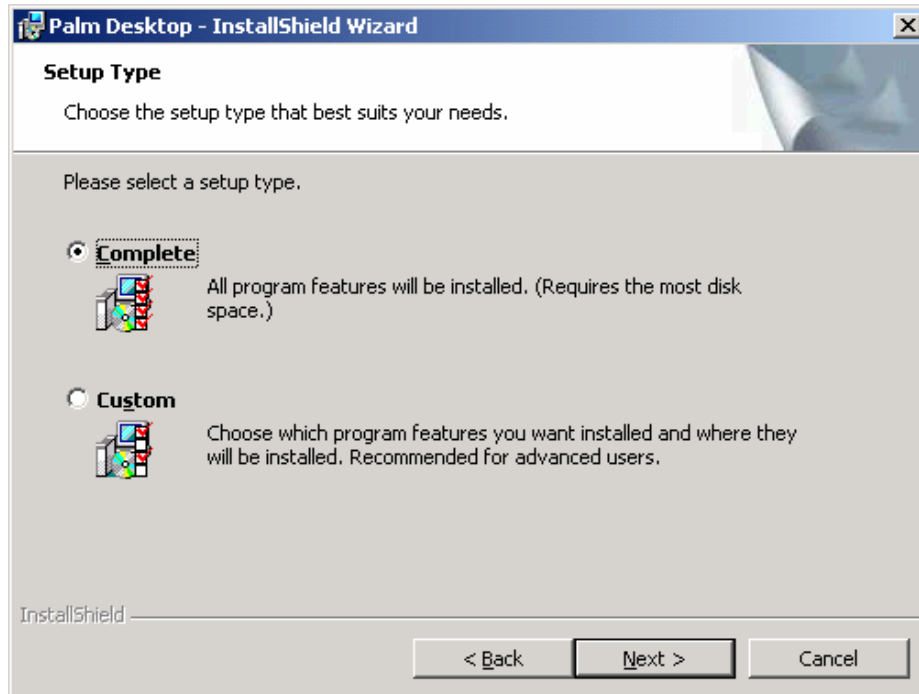 Palm Desktop - InstallShield Wizard
Setup Type
Choose the setup type that best suits your needs.
Please select a setup type.
Complete
All program features will be installed. (Requires the most disk
space.)
Custom
Choose which program features you want installed and where they
will be installed. Recommended for advanced users.
InstallShield
< Back
Next >
Cancel